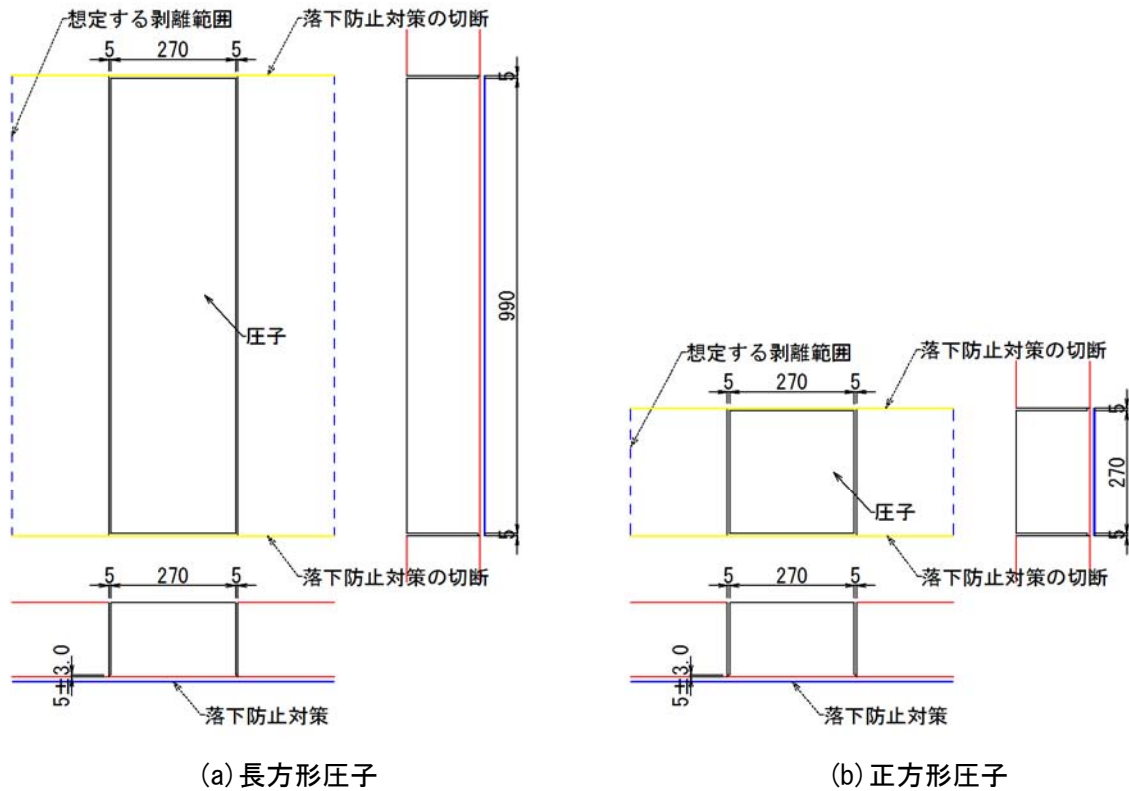 想定する剥離範囲
落下防止対策の切断
5 270 5
5
990
5
圧子
落下防止対策の切断
5 270 5
5±3.0
落下防止対策
(a)長方形圧子
想定する剥離範囲
落下防止対策の切断
5 270 5
5
270
5
圧子
落下防止対策の切断
5 270 5
5±3.0
落下防止対策
(b)正方形圧子